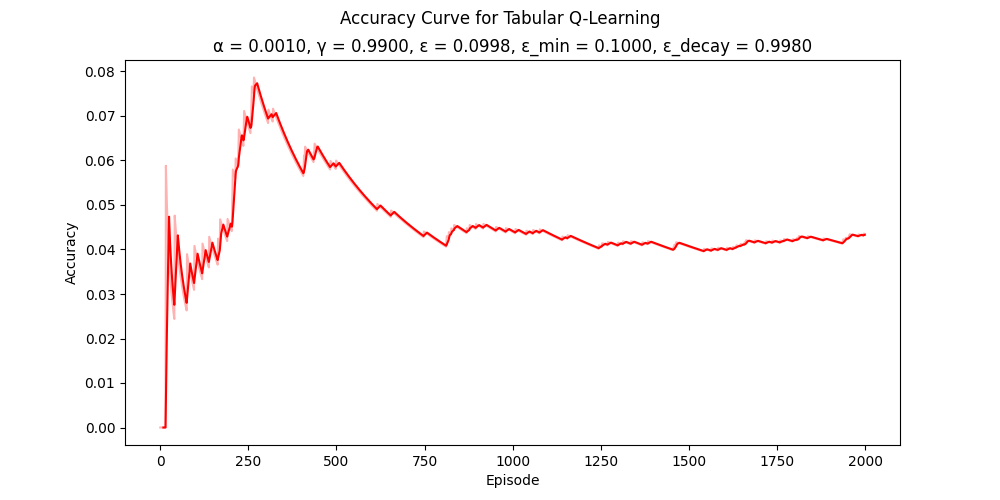 Accuracy Curve for Tabular Q-Learning
α = 0.0010, γ = 0.9900, ε = 0.0998, ε_min = 0.1000, ε_decay = 0.9980
0.08
0.07
0.06
0.05
0.04
0.03
0.02
0.01
0.00
Accuracy
0 250 500 750 1000 1250 1500 1750 2000
Episode